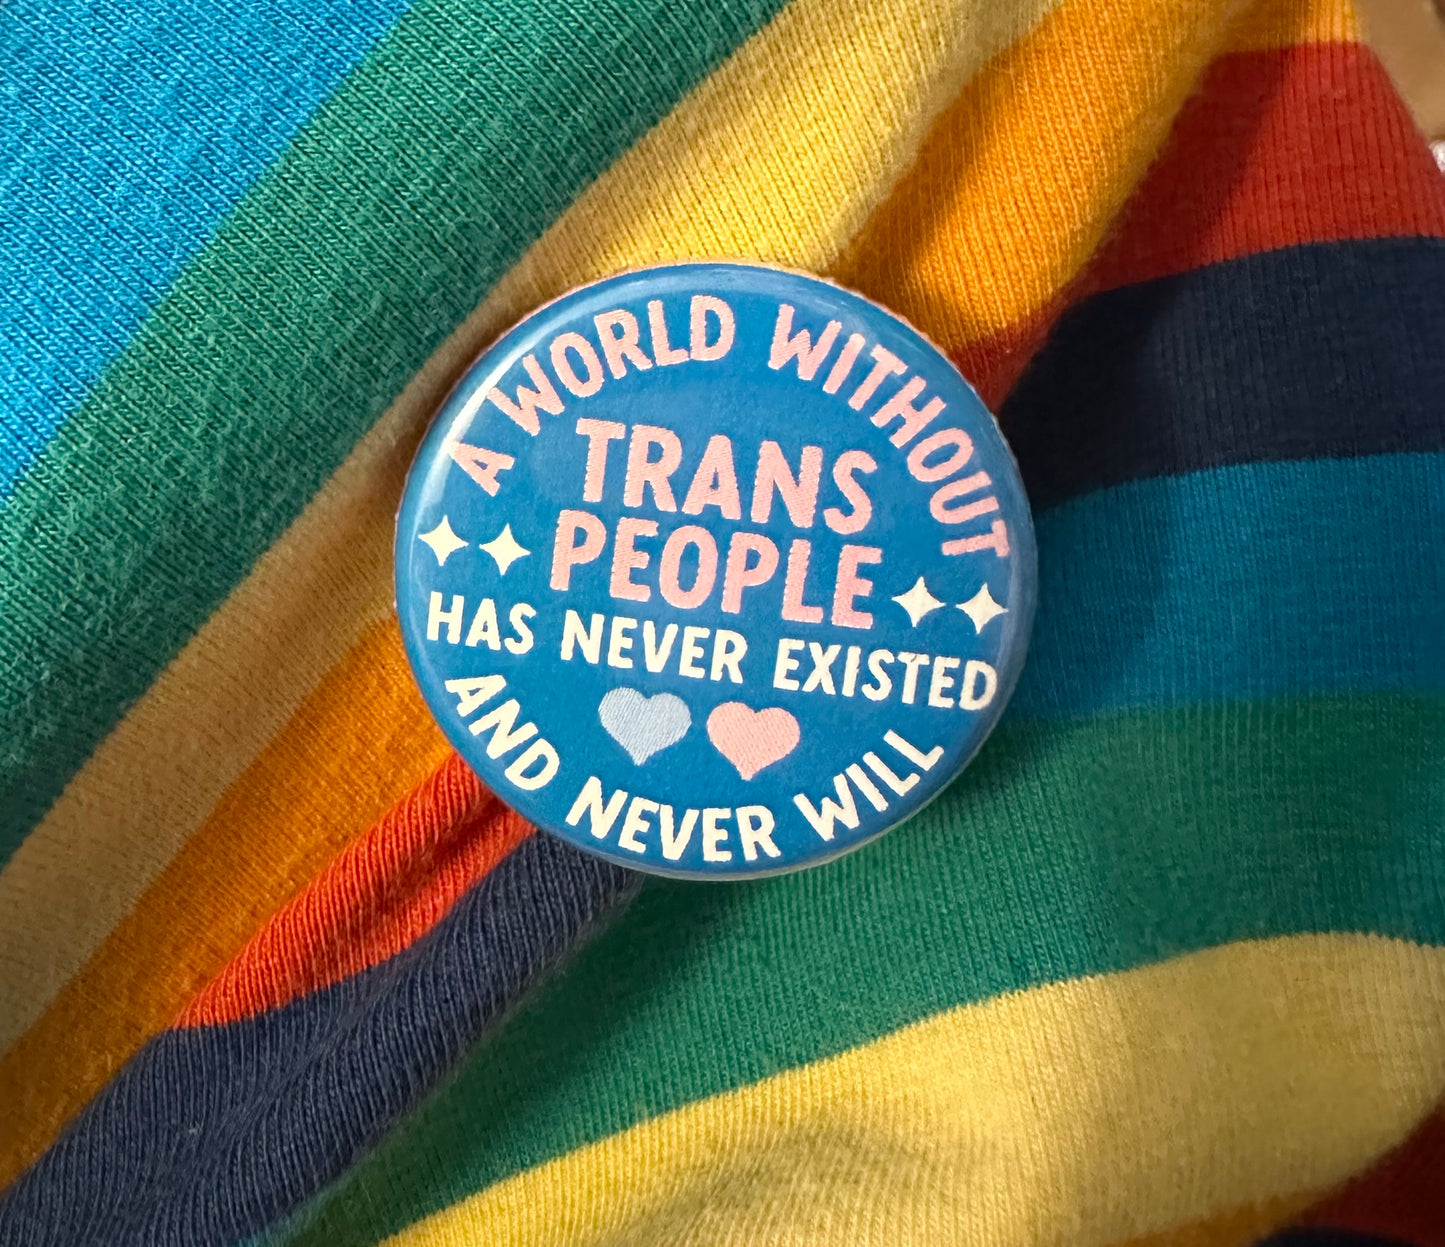 A WORLD WITHOUT
TRANS
PEOPLE
HAS NEVER EXISTED
AND NEVER WILL